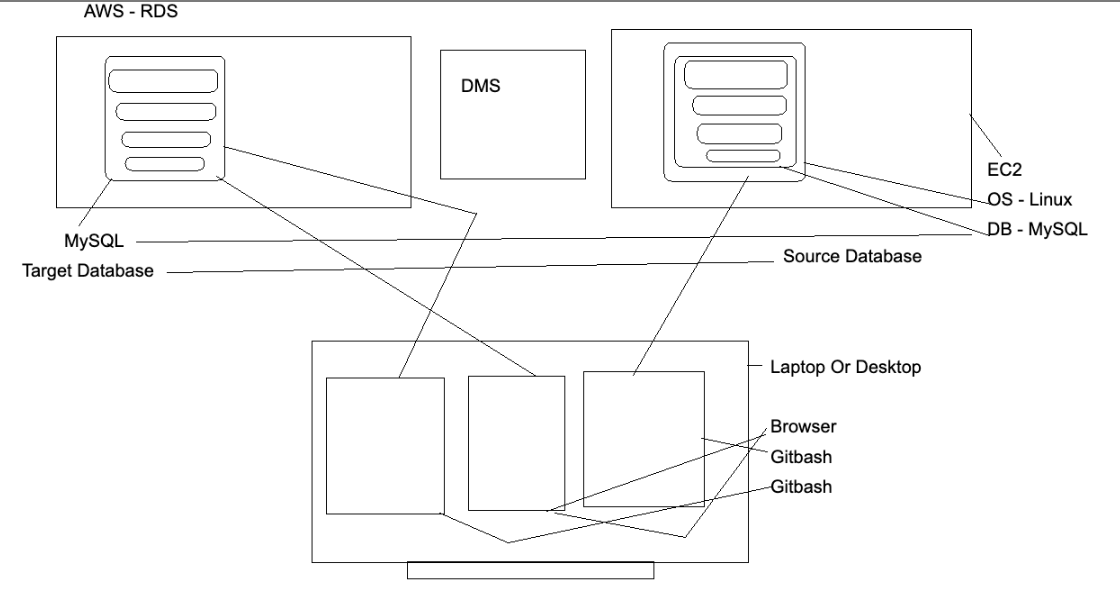 AWS - RDS
DMS
EC2
OS - Linux
DB - MySQL
MySQL
Target Database
Source Database
Laptop Or Desktop
Browser
Gitbash
Gitbash